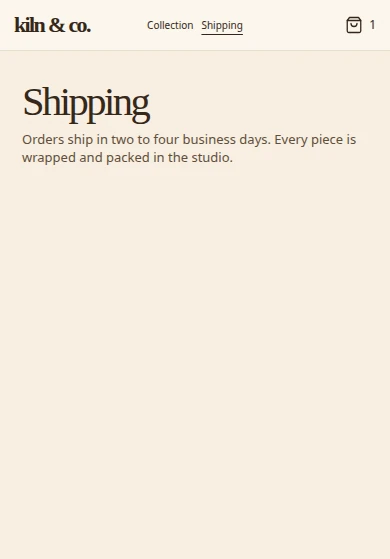 kiln & co.
Collection Shipping
1
Shipping
Orders ship in two to four business days. Every piece is
wrapped and packed in the studio.